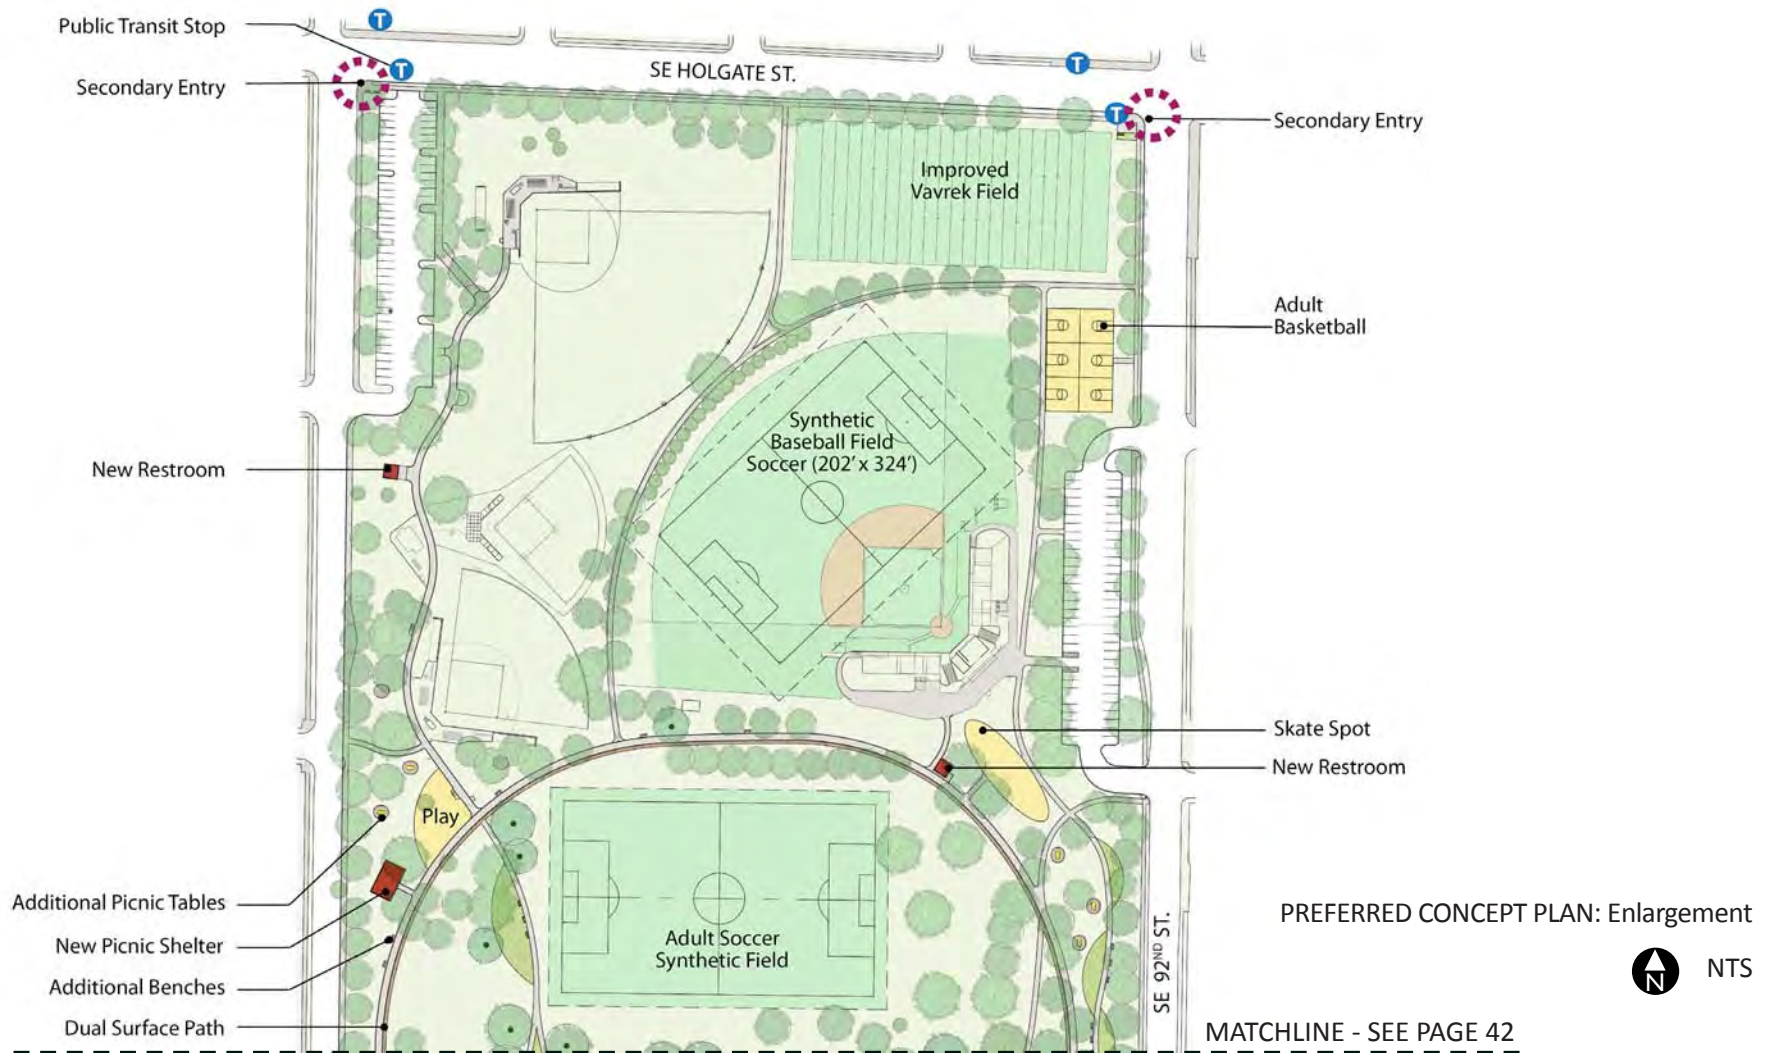 Public Transit Stop
T
T
T
T
SE HOLGATE ST.
Secondary Entry
Secondary Entry
Improved
Vavrek Field
Adult
Basketball
Synthetic
Baseball Field
Soccer (202' x 324')
New Restroom
Skate Spot
New Restroom
Play
Additional Picnic Tables
New Picnic Shelter
Additional Benches
Dual Surface Path
Adult Soccer
Synthetic Field
SE 92ND ST.
PREFERRED CONCEPT PLAN: Enlargement
N
NTS
MATCHLINE - SEE PAGE 42